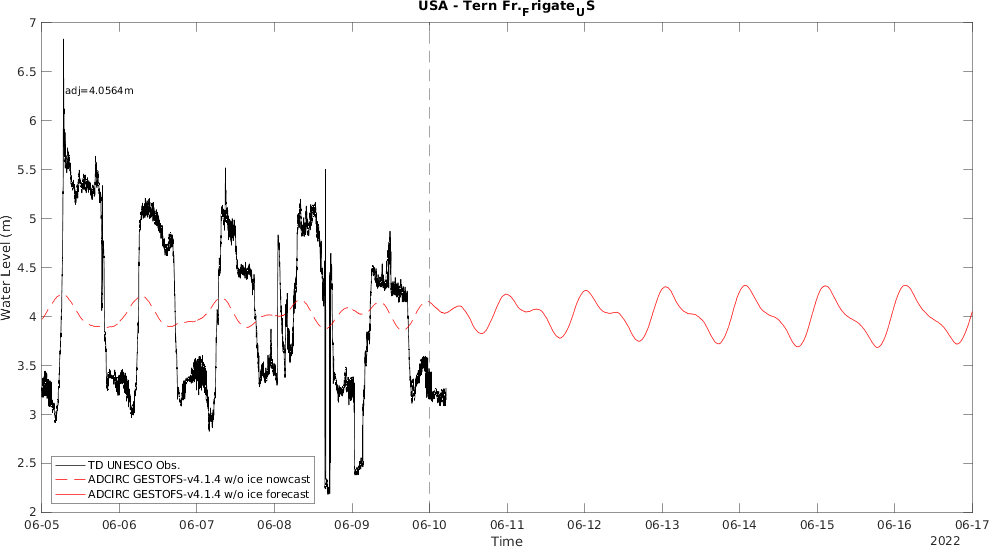 USA - Tern Fr.FrigateUS
7
6.5
6
5.5
5
4.5
4
3.5
3
2.5
2
Water Level (m)
adj=4.0564m
TD UNESCO Obs.
ADCIRC GESTOFS-v4.1.4 w/o ice nowcast
ADCIRC GESTOFS-v4.1.4 w/o ice forecast
06-05 06-06 06-07 06-08 06-09 06-10 06-11 06-12 06-13 06-14 06-15 06-16 06-17
Time
2022